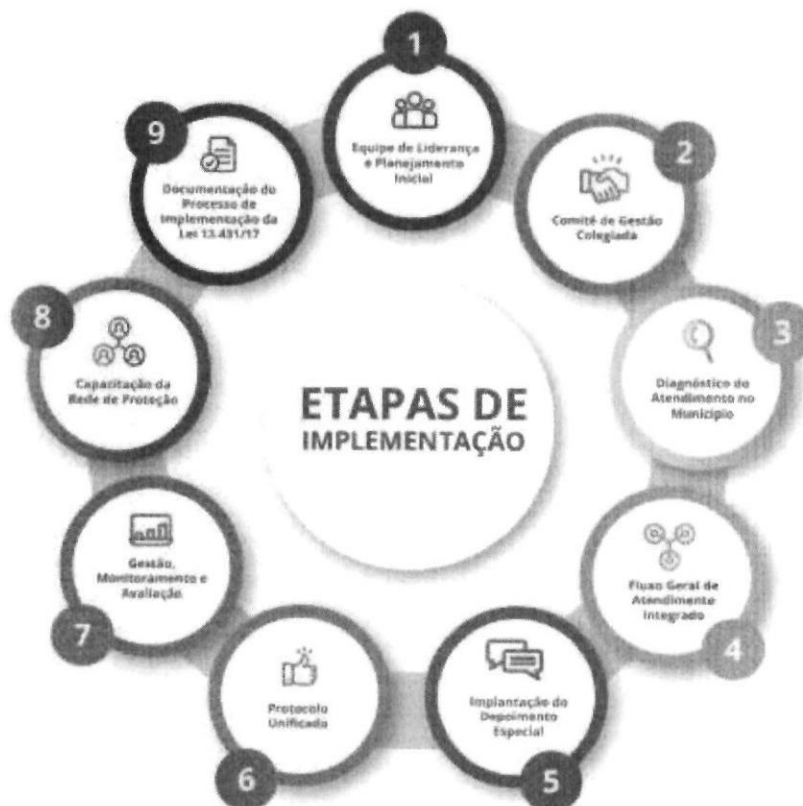 1
Equipe de Liderança
e Planejamento
Inicial
2
Comitê de Gestão
Colegiada
3
Diagnóstico do
Atendimento no
Município
4
Fluxo Geral de
Atendimento
Integrado
5
Implantação do
Depoimento
Especial
6
Protocolo
Unificado
7
Gestão,
Monitoramento e
Avaliação
8
Capacitação da
Rede de Proteção
9
Documentação do
Processo de
Implementação da
Lei 13.431/17
ETAPAS DE
IMPLEMENTAÇÃO